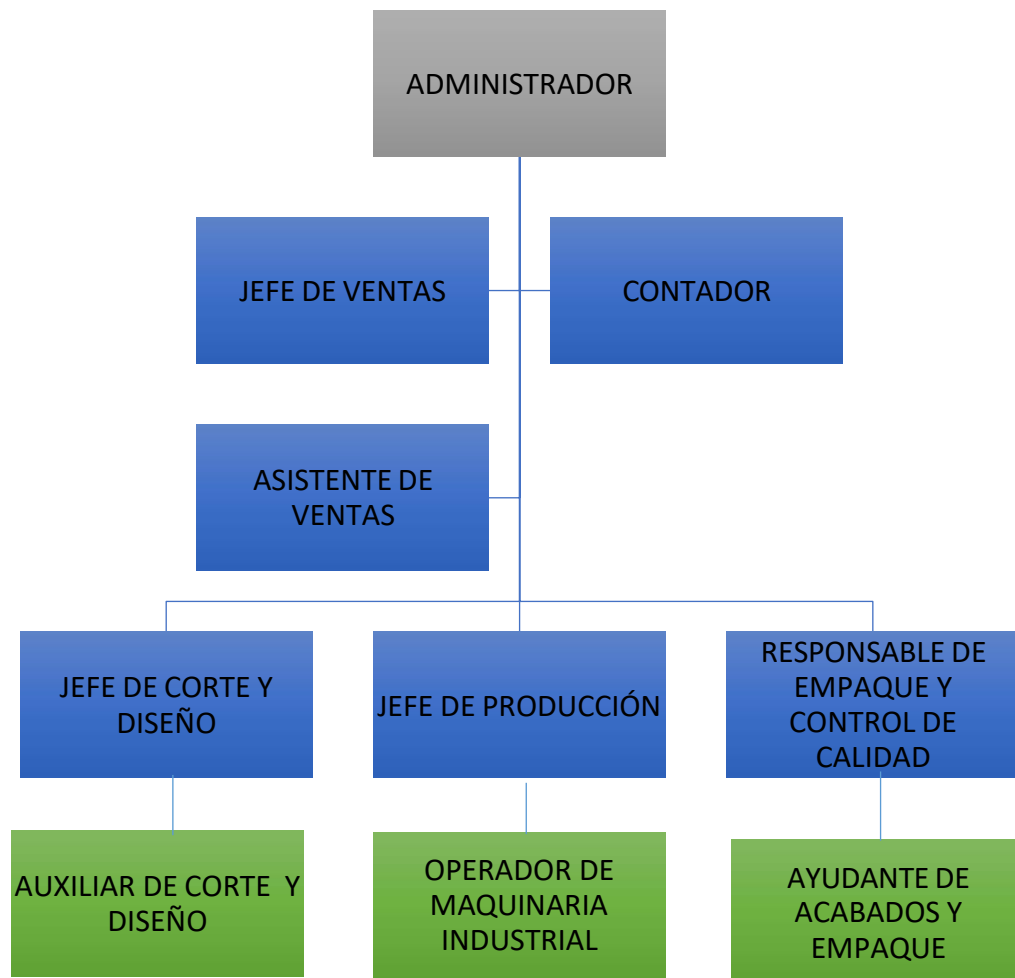 ADMINISTRADOR
JEFE DE VENTAS
CONTADOR
ASISTENTE DE
VENTAS
JEFE DE CORTE Y
DISEÑO
JEFE DE PRODUCCIÓN
RESPONSABLE DE
EMPAQUE Y
CONTROL DE
CALIDAD
AUXILIAR DE CORTE Y
DISEÑO
OPERADOR DE
MAQUINARIA
INDUSTRIAL
AYUDANTE DE
ACABADOS Y
EMPAQUE